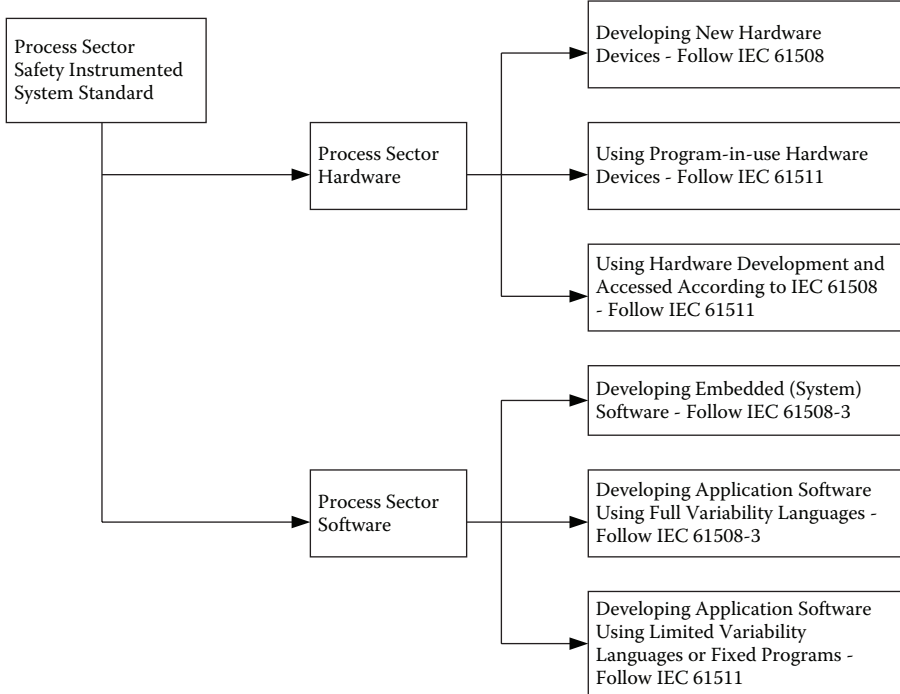 Process Sector
Safety Instrumented
System Standard
Process Sector
Hardware
Developing New Hardware
Devices - Follow IEC 61508
Using Program-in-use Hardware
Devices - Follow IEC 61511
Using Hardware Development and
Accessed According to IEC 61508
- Follow IEC 61511
Process Sector
Software
Developing Embedded (System)
Software - Follow IEC 61508-3
Developing Application Software
Using Full Variability Languages -
Follow IEC 61508-3
Developing Application Software
Using Limited Variability
Languages or Fixed Programs -
Follow IEC 61511